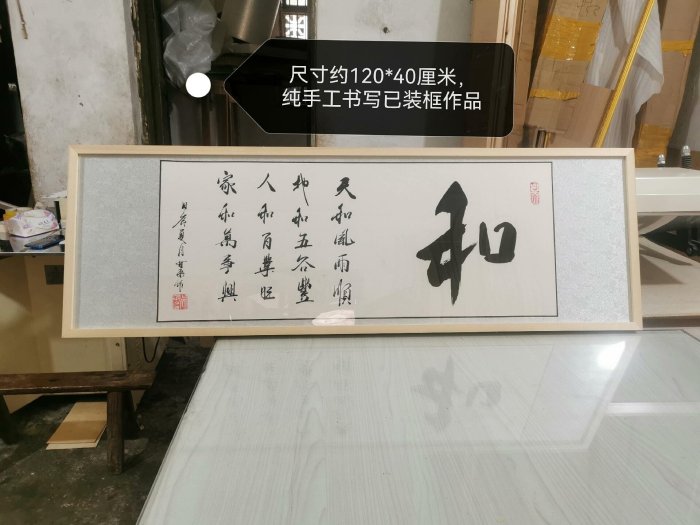 尺寸约120*40厘米,
纯手工书写已装框作品
和
天和風雨順
地和五谷豐
人和百業旺
家和萬事興